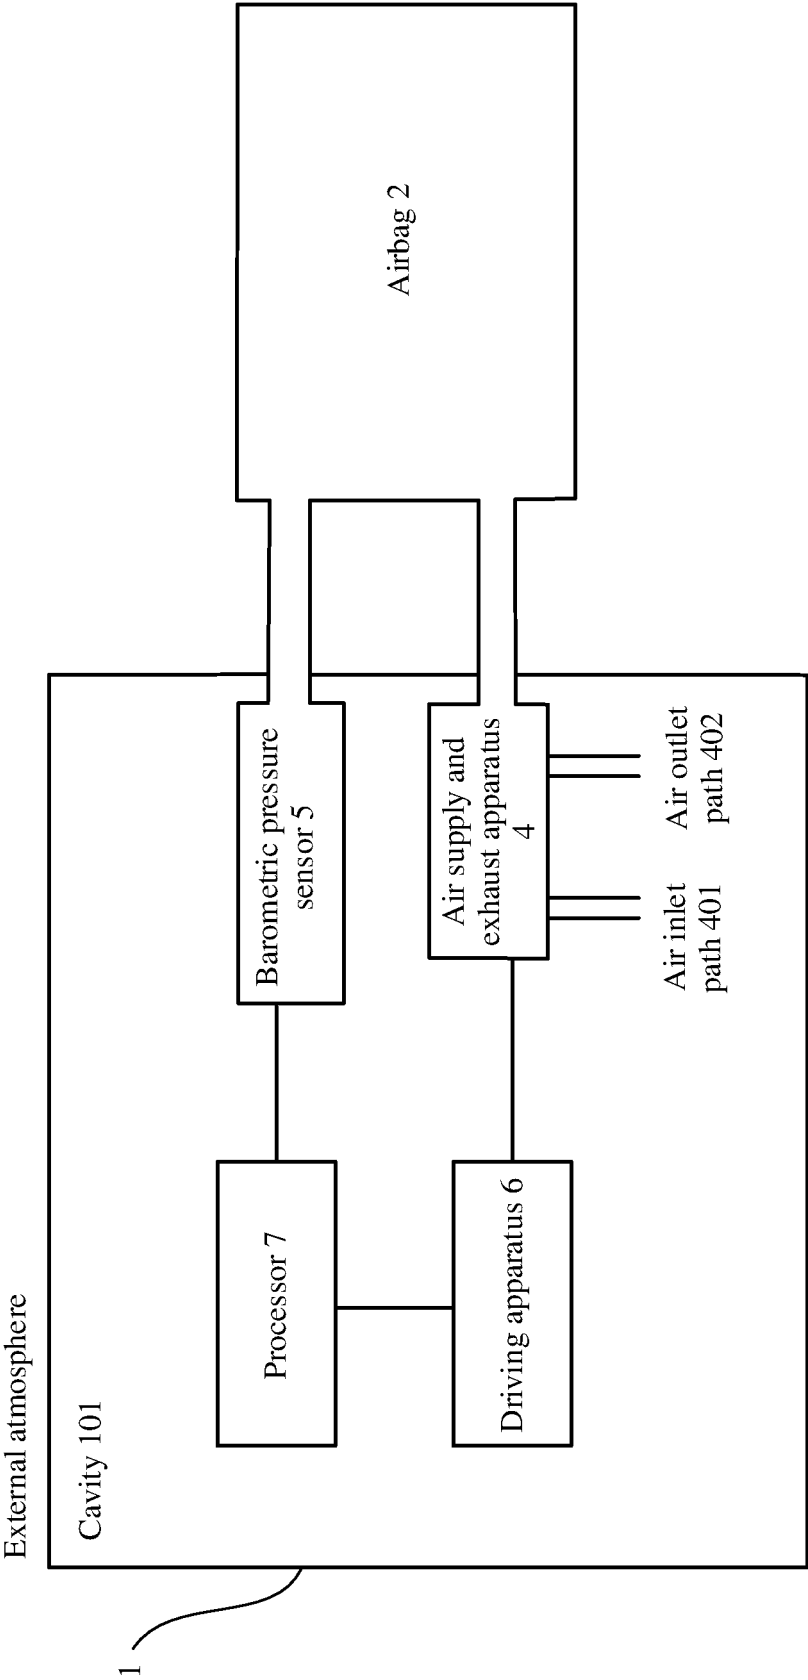 External atmosphere
Cavity 101
1
Processor 7
Barometric pressure
sensor 5
Airbag 2
Driving apparatus 6
Air supply and
exhaust apparatus
4
Air inlet
path 401
Air outlet
path 402